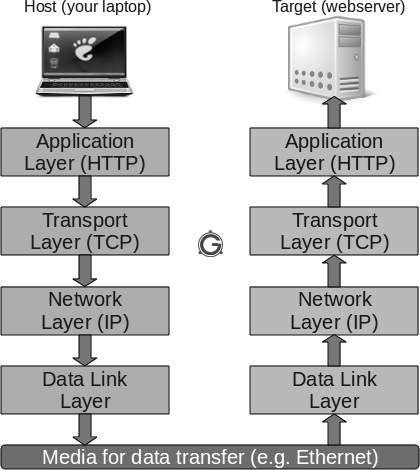 Host (your laptop)
Target (webserver)
Application
Layer (HTTP)
Transport
Layer (TCP)
Network
Layer (IP)
Data Link
Layer
Application
Layer (HTTP)
Transport
Layer (TCP)
Network
Layer (IP)
Data Link
Layer
G
Media for data transfer (e.g. Ethernet)